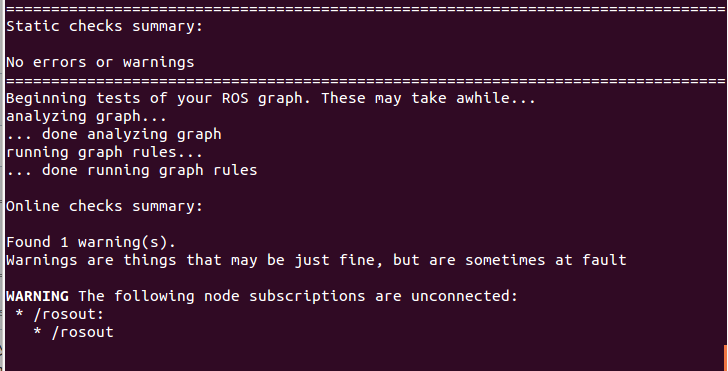 ================================================================================
Static checks summary:

No errors or warnings
================================================================================
Beginning tests of your ROS graph. These may take awhile...
analyzing graph...
... done analyzing graph
running graph rules...
... done running graph rules

Online checks summary:

Found 1 warning(s).
Warnings are things that may be just fine, but are sometimes at fault

WARNING The following node subscriptions are unconnected:
 * /rosout:
   * /rosout